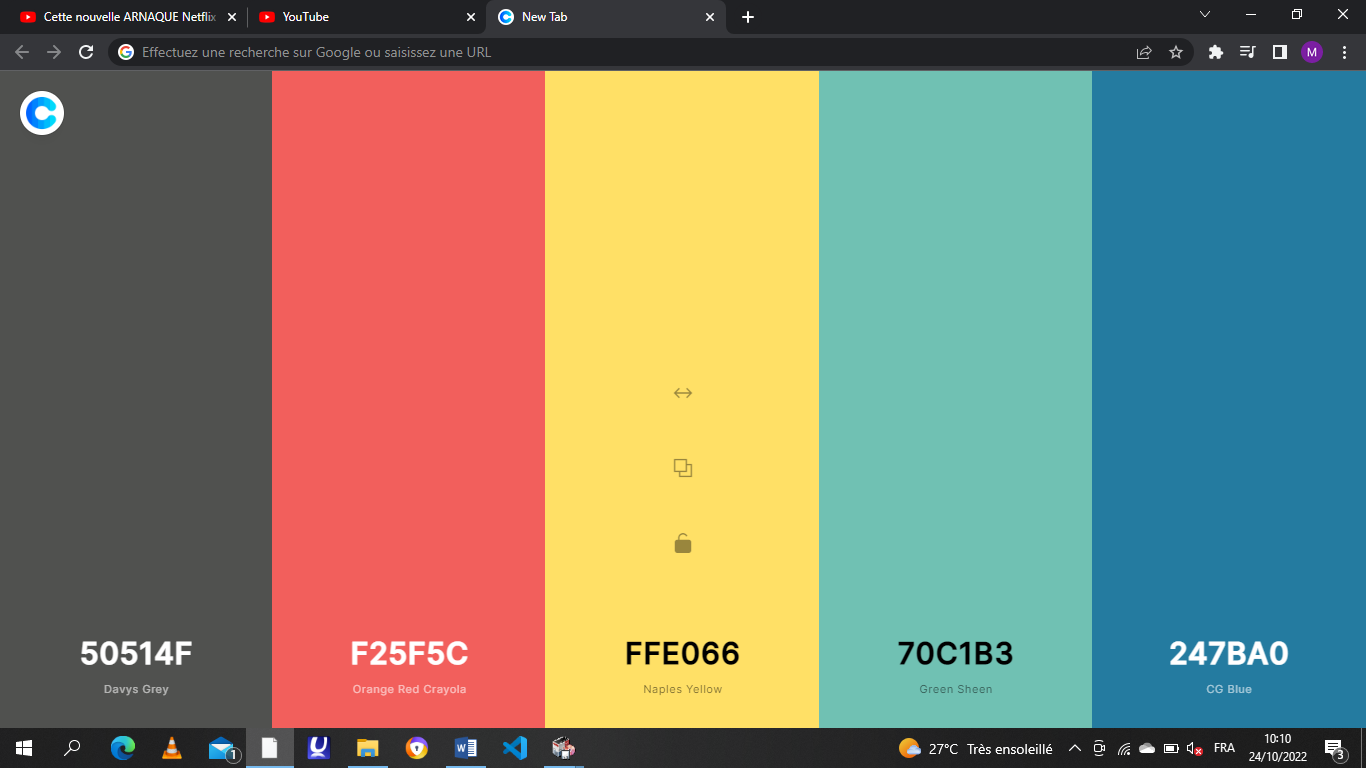 Cette nouvelle ARNAQUE Netflix
YouTube
New Tab
Effectuez une recherche sur Google ou saisissez une URL
M
50514F
F25F5C
FFE066
70C1B3
247BA0
Davys Grey
Orange Red Crayola
Naples Yellow
Green Sheen
CG Blue
1
27°C Très ensoleillé
FRA
10:10
24/10/2022
3